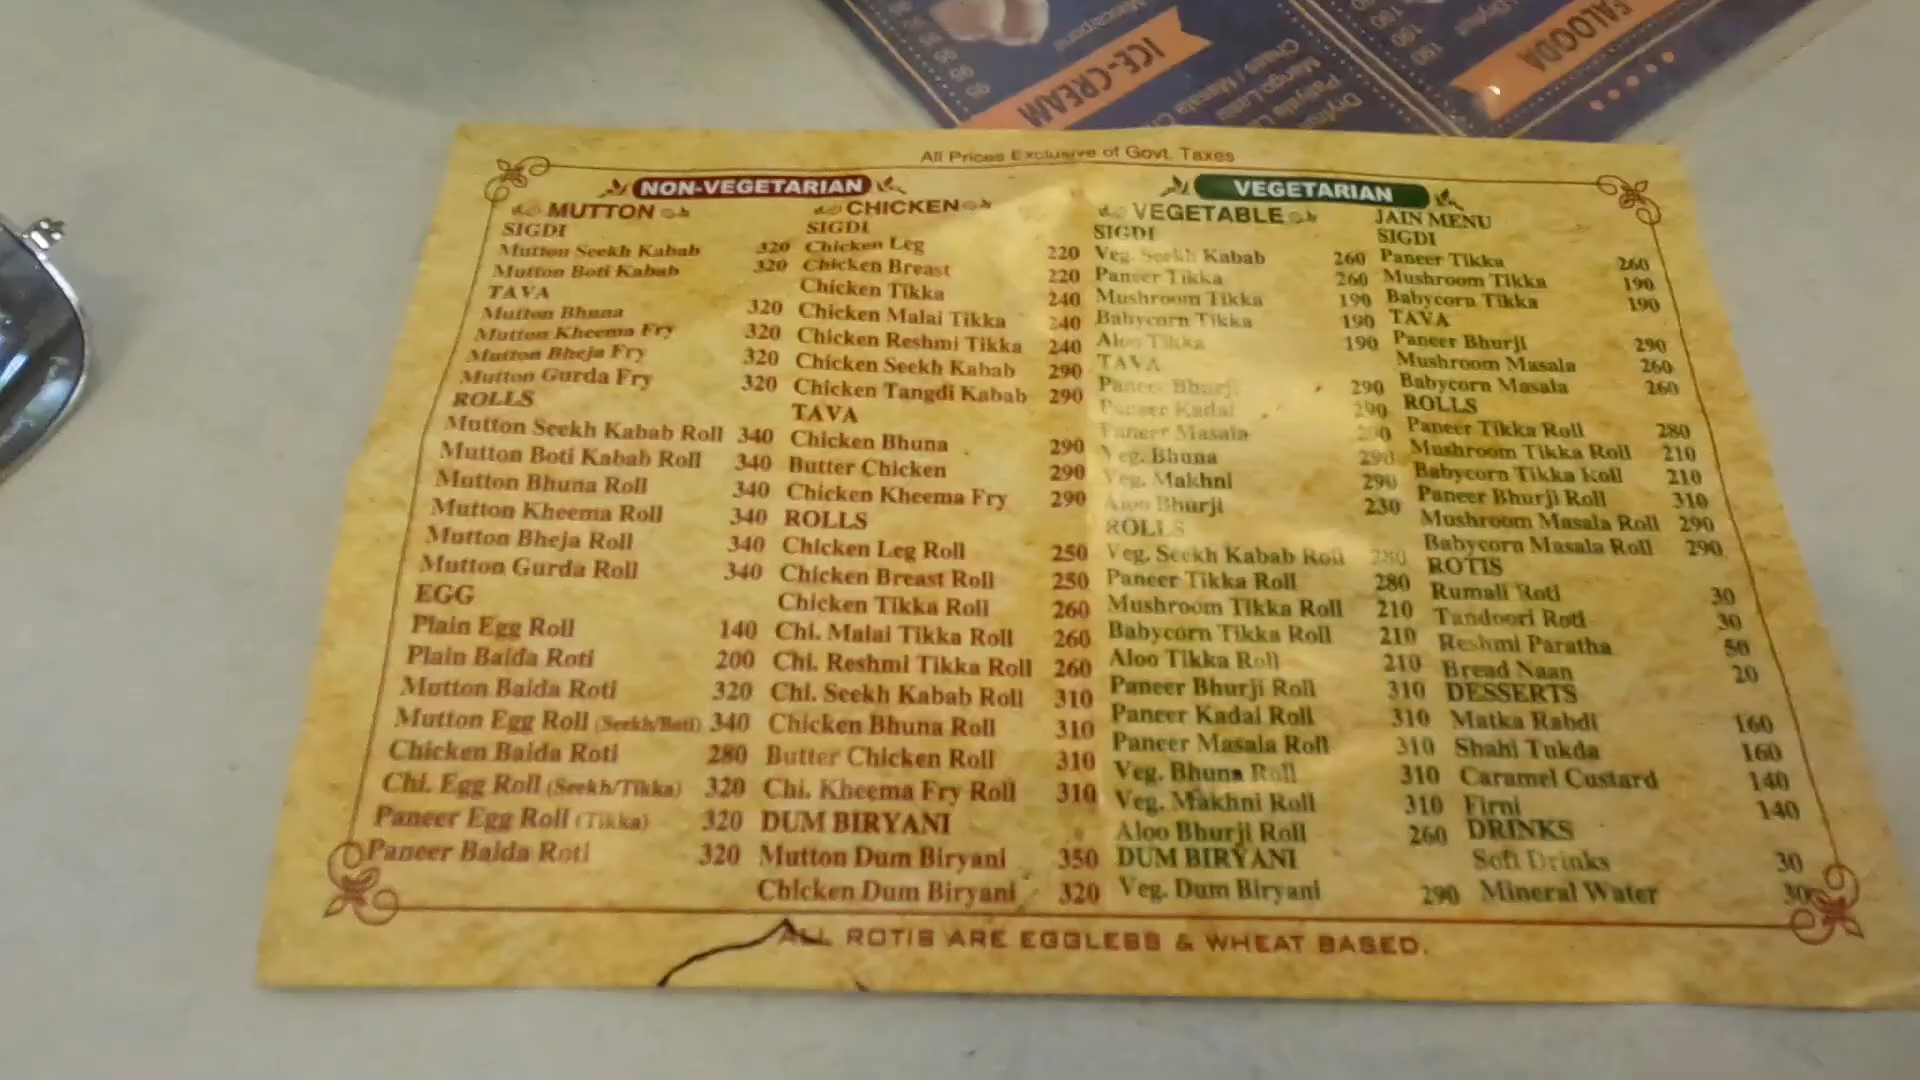 ICE-CREAM
FALOODA
All Prices Exclusive of Govt. Taxes
NON-VEGETARIAN
MUTTON
SIGDI
Mutton Seekh Kabab 320
Mutton Boti Kabab 320
TAVA
Mutton Bhuna 320
Mutton Kheema Fry 320
Mutton Bheja Fry 320
Mutton Gurda Fry 320
ROLLS
Mutton Seekh Kabab Roll 340
Mutton Boti Kabab Roll 340
Mutton Bhuna Roll 340
Mutton Kheema Roll 340
Mutton Bheja Roll 340
Mutton Gurda Roll 340
EGG
Plain Egg Roll 140
Plain Baida Roti 200
Mutton Baida Roti 320
Mutton Egg Roll (Seekh/Boti) 340
Chicken Baida Roti 280
Chi. Egg Roll (Seekh/Tikka) 320
Paneer Egg Roll (Tikka) 320
Paneer Baida Roti 320
CHICKEN
SIGDI
Chicken Leg 220
Chicken Breast 220
Chicken Tikka 240
Chicken Malai Tikka 240
Chicken Reshmi Tikka 240
Chicken Seekh Kabab 290
Chicken Tangdi Kabab 290
TAVA
Chicken Bhuna 290
Butter Chicken 290
Chicken Kheema Fry 290
ROLLS
Chicken Leg Roll 250
Chicken Breast Roll 250
Chicken Tikka Roll 260
Chi. Malai Tikka Roll 260
Chi. Reshmi Tikka Roll 260
Chi. Seekh Kabab Roll 310
Chicken Bhuna Roll 310
Butter Chicken Roll 310
Chi. Kheema Fry Roll 310
DUM BIRYANI
Mutton Dum Biryani 350
Chicken Dum Biryani 320
VEGETARIAN
VEGETABLE
SIGDI
Veg. Seekh Kabab 260
Paneer Tikka 260
Mushroom Tikka 190
Babycorn Tikka 190
Aloo Tikka 190
TAVA
Paneer Bhurji 290
Paneer Kadai 290
Paneer Masala 290
Veg. Bhuna 290
Veg. Makhni 290
Aloo Bhurji 230
ROLLS
Veg. Seekh Kabab Roll 280
Paneer Tikka Roll 280
Mushroom Tikka Roll 210
Babycorn Tikka Roll 210
Aloo Tikka Roll 210
Paneer Bhurji Roll 310
Paneer Kadai Roll 310
Paneer Masala Roll 310
Veg. Bhuna Roll 310
Veg. Makhni Roll 310
Aloo Bhurji Roll 260
DUM BIRYANI
Veg. Dum Biryani 290
JAIN MENU
SIGDI
Paneer Tikka 260
Mushroom Tikka 190
Babycorn Tikka 190
TAVA
Paneer Bhurji 290
Mushroom Masala 260
Babycorn Masala 260
ROLLS
Paneer Tikka Roll 280
Mushroom Tikka Roll 210
Babycorn Tikka Roll 210
Paneer Bhurji Roll 310
Mushroom Masala Roll 290
Babycorn Masala Roll 290
ROTIS
Rumali Roti 30
Tandoori Roti 30
Reshmi Paratha 50
Bread Naan 20
DESSERTS
Matka Rabdi 160
Shahi Tukda 160
Caramel Custard 140
Firni 140
DRINKS
Soft Drinks 30
Mineral Water 30
ALL ROTIS ARE EGGLESS & WHEAT BASED.